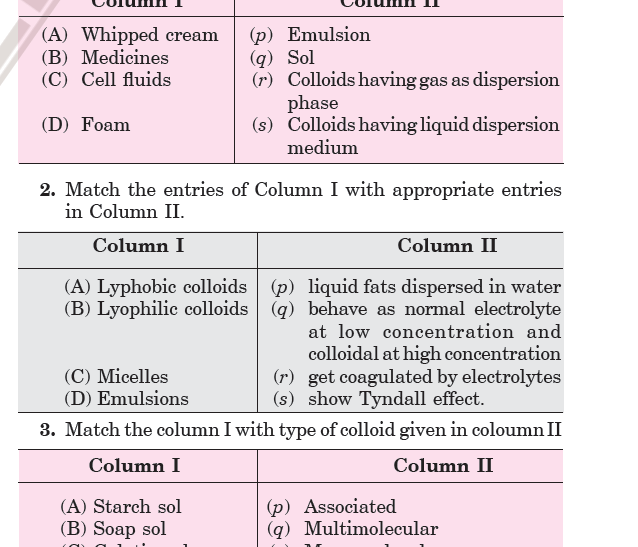 Column I Column II
(A) Whipped cream (p) Emulsion
(B) Medicines (q) Sol
(C) Cell fluids (r) Colloids having gas as dispersion
phase
(D) Foam (s) Colloids having liquid dispersion
medium
2. Match the entries of Column I with appropriate entries
in Column II.
Column I Column II
(A) Lyphobic colloids (p) liquid fats dispersed in water
(B) Lyophilic colloids (q) behave as normal electrolyte
at low concentration and
colloidal at high concentration
(C) Micelles (r) get coagulated by electrolytes
(D) Emulsions (s) show Tyndall effect.
3. Match the column I with type of colloid given in coloumn II
Column I Column II
(A) Starch sol (p) Associated
(B) Soap sol (q) Multimolecular